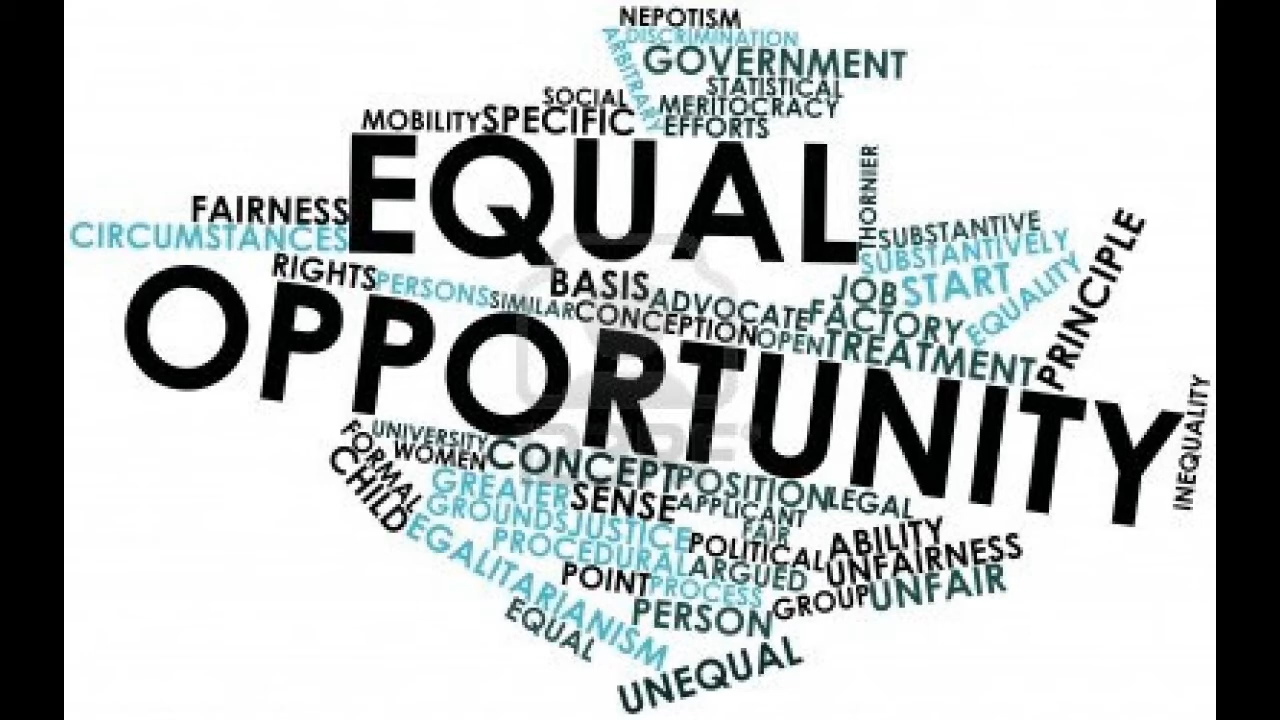 NEPOTISM
DISCRIMINATION
ARBITRARY
GOVERNMENT
STATISTICAL
SOCIAL
MERITOCRACY
MOBILITY SPECIFIC
EFFORTS
EQUAL
THORNIER
FAIRNESS
CIRCUMSTANCES
SUBSTANTIVE
SUBSTANTIVELY
PRINCIPLE
RIGHTS
PERSONS
BASIS
JOB START
EQUALITY
SIMILAR
ADVOCATE
FACTORY
CONCEPTION
OPEN
TREATMENT
OPPORTUNITY
INEQUALITY
UNIVERSITY
FORMAL
WOMEN
CONCEPT
POSITION
LEGAL
CHILD
GREATER
SENSE
APPLICANT
GROUNDS
JUSTICE
FAIR
ABILITY
PROCEDURAL
POLITICAL
UNFAIRNESS
EGALITARIANISM
ARGUED
POINT
PROCESS
GROUP
UNFAIR
EQUAL
PERSON
UNEQUAL